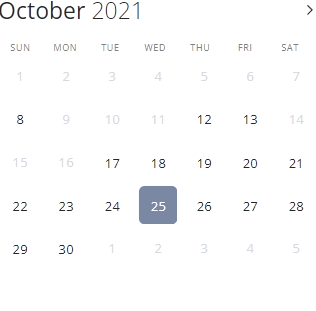 October 2021
SUN MON TUE WED THU FRI SAT
1 2 3 4 5 6 7
8 9 10 11 12 13 14
15 16 17 18 19 20 21
22 23 24 25 26 27 28
29 30 1 2 3 4 5